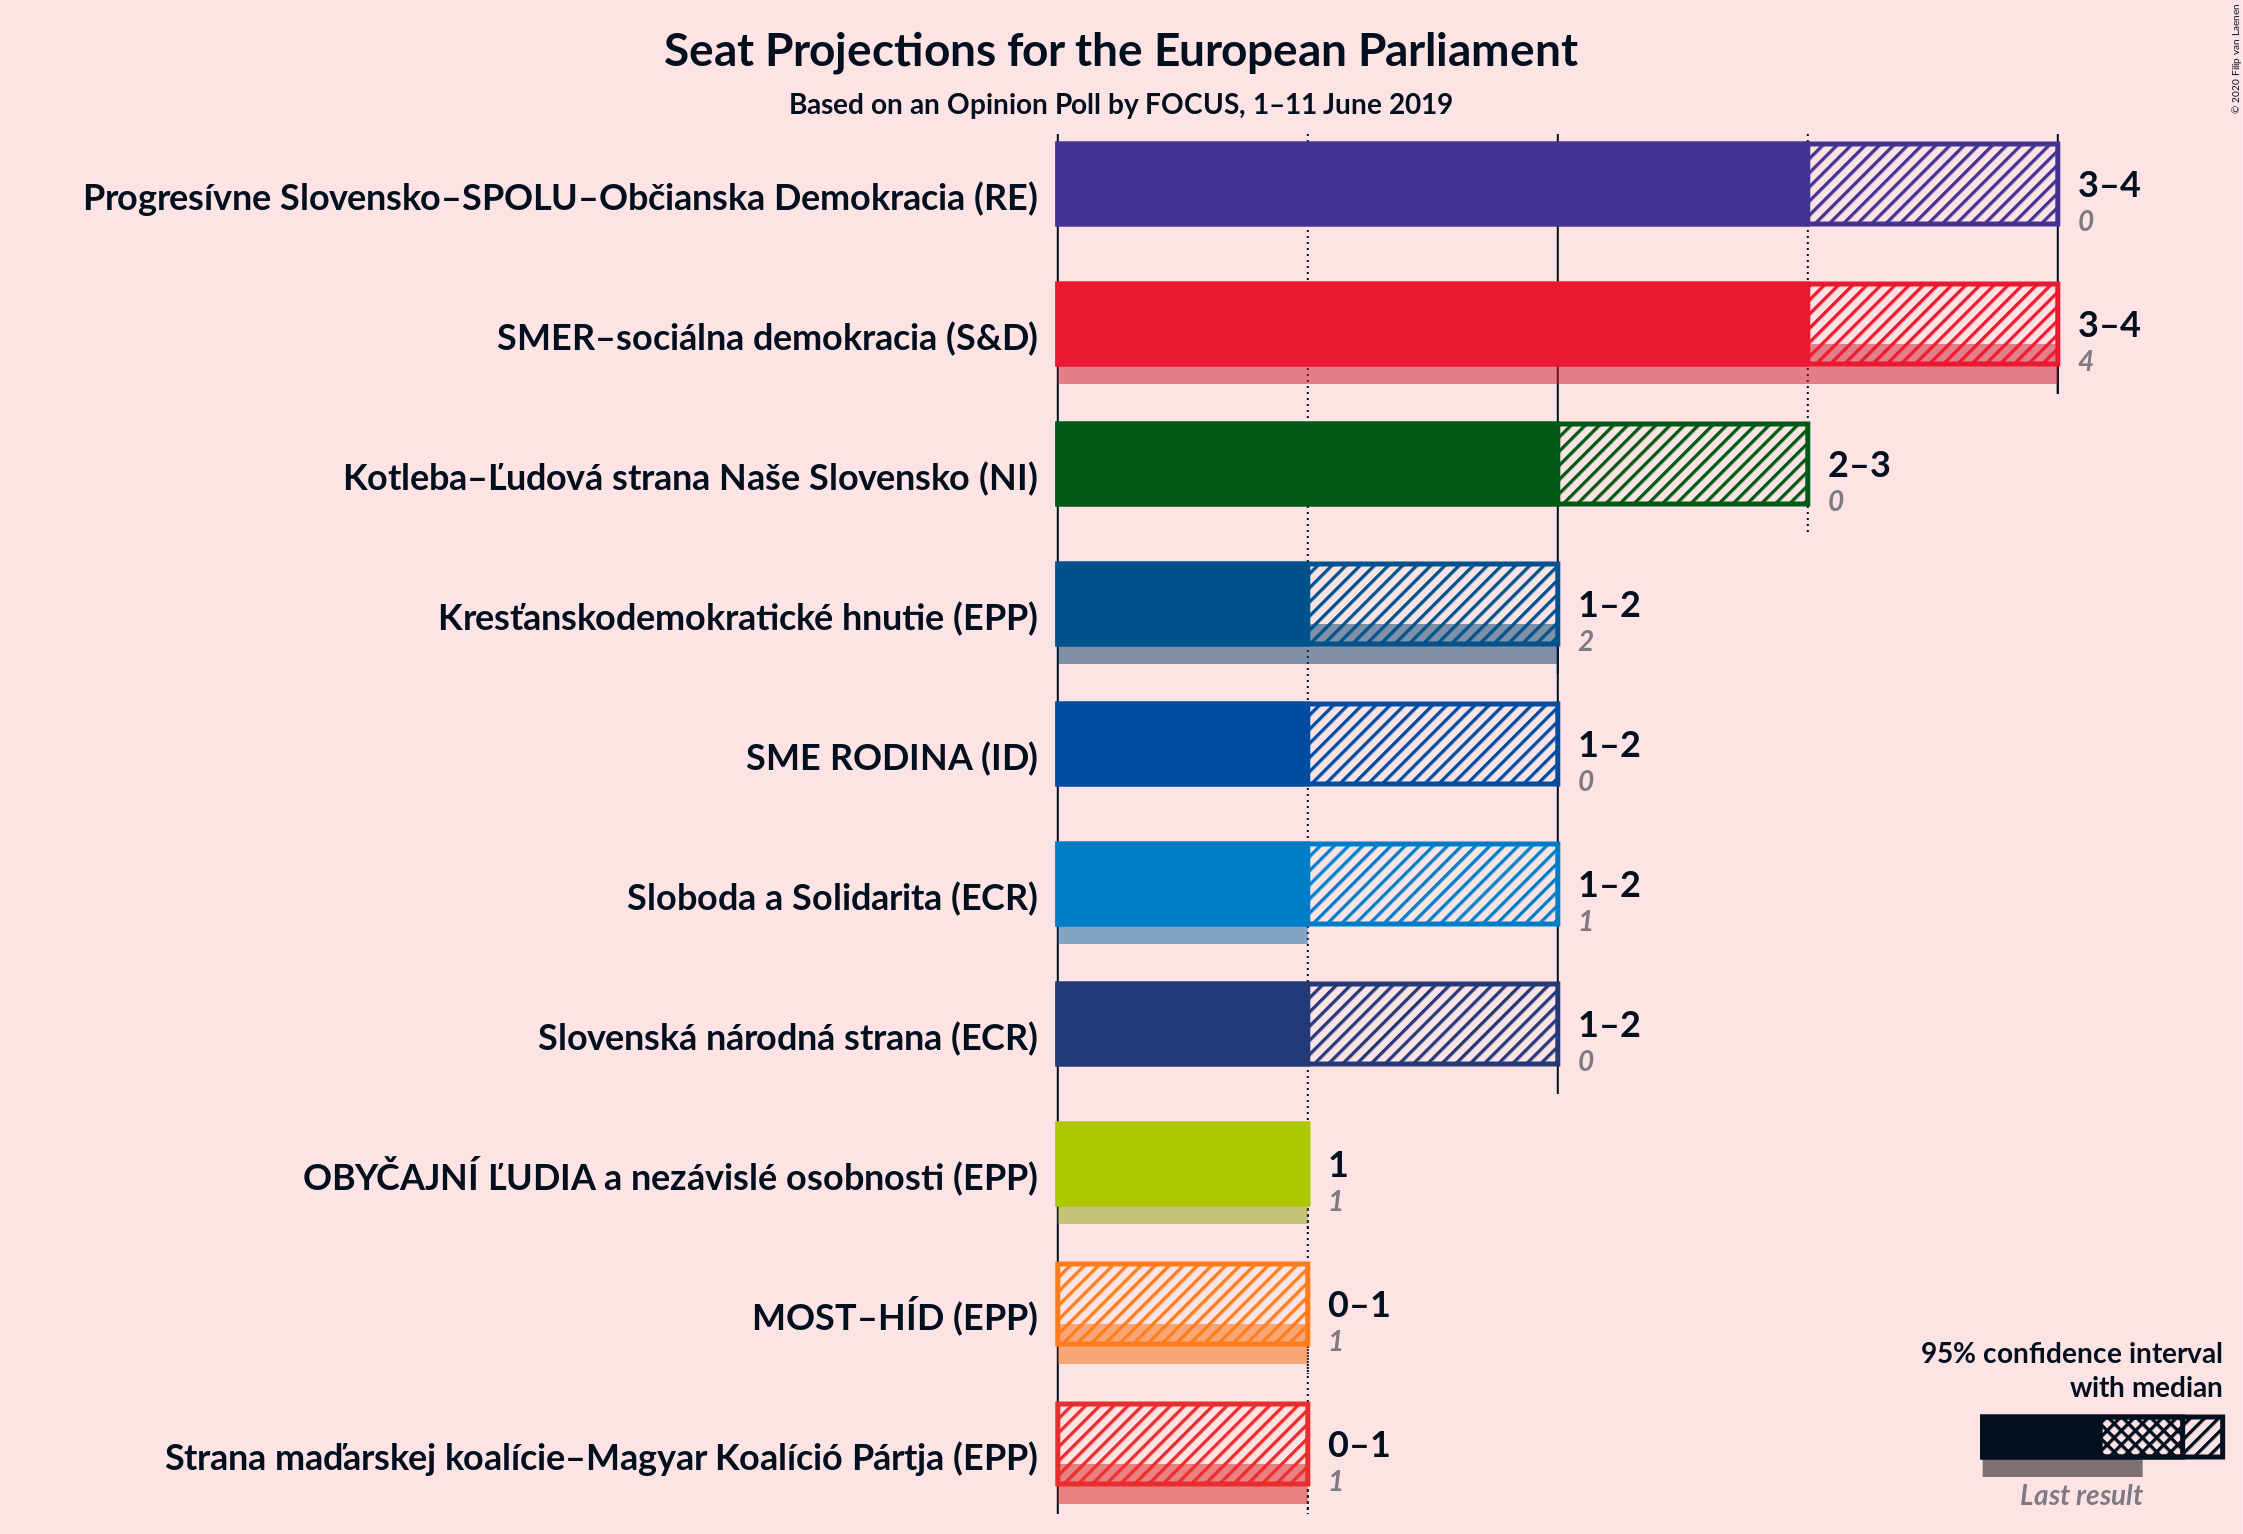 Seat Projections for the European Parliament
Based on an Opinion Poll by FOCUS, 1–11 June 2019
© 2020 Filip van Laenen
Progresívne Slovensko–SPOLU–Občianska Demokracia (RE)
3–4
0
SMER–sociálna demokracia (S&D)
3–4
4
Kotleba–Ľudová strana Naše Slovensko (NI)
2–3
0
Kresťanskodemokratické hnutie (EPP)
1–2
2
SME RODINA (ID)
1–2
0
Sloboda a Solidarita (ECR)
1–2
1
Slovenská národná strana (ECR)
1–2
0
OBYČAJNÍ ĽUDIA a nezávislé osobnosti (EPP)
1
1
MOST–HÍD (EPP)
0–1
1
Strana maďarskej koalície–Magyar Koalíció Pártja (EPP)
0–1
1
95% confidence interval
with median
Last result